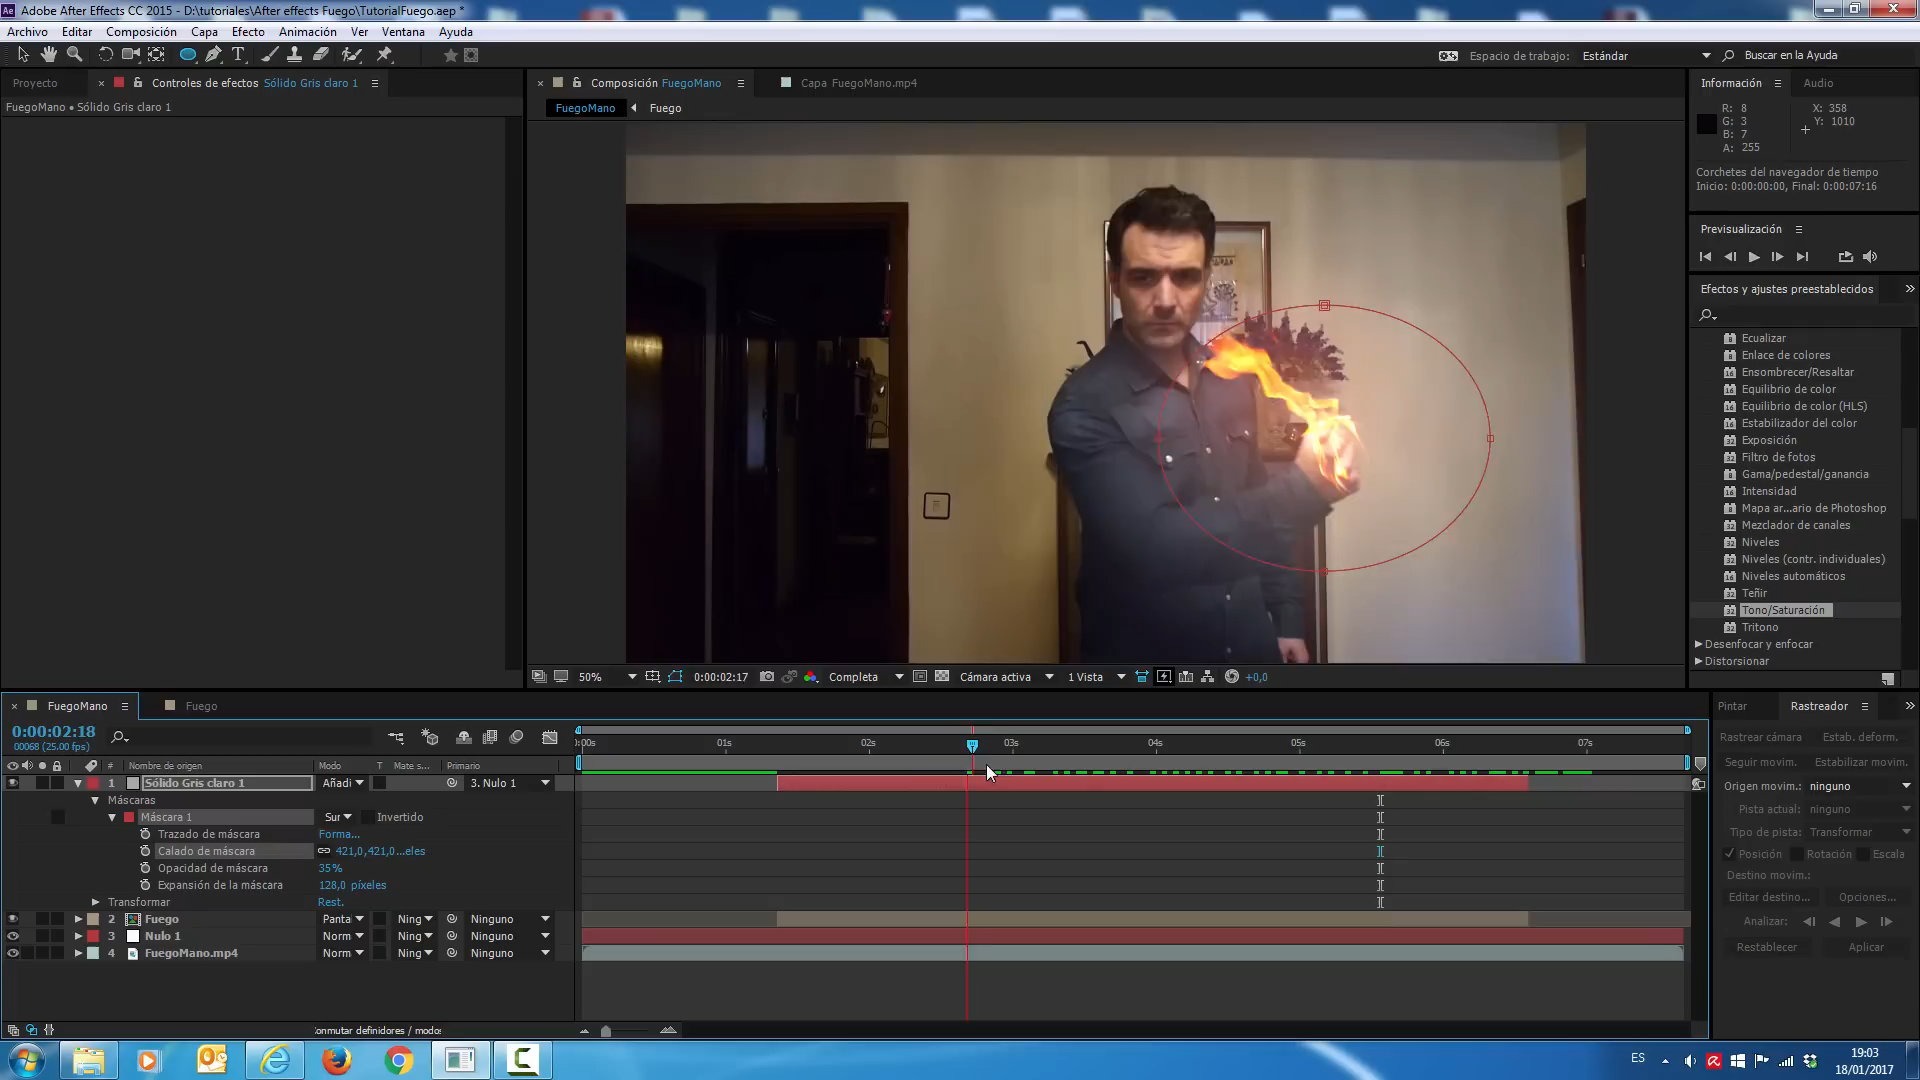 Adobe After Effects CC 2015 - D:\tutoriales\After effects Fuego\TutorialFuego.aep *
Archivo Editar Composición Capa Efecto Animación Ver Ventana Ayuda
Espacio de trabajo: Estándar Buscar en la Ayuda
Proyecto Controles de efectos Sólido Gris claro 1
FuegoMano • Sólido Gris claro 1
Composición FuegoMano Capa FuegoMano.mp4
FuegoMano Fuego
Información Audio
R: 8 X: 358
G: 3 Y: 1010
B: 7
A: 255
Corchetes del navegador de tiempo
Inicio: 0:00:00:00, Final: 0:00:07:16
Previsualización
Efectos y ajustes preestablecidos
Ecualizar
Enlace de colores
Ensombrecer/Resaltar
Equilibrio de color
Equilibrio de color (HLS)
Estabilizador del color
Exposición
Filtro de fotos
Gama/pedestal/ganancia
Intensidad
Mapa ar...ario de Photoshop
Mezclador de canales
Niveles
Niveles (contr. individuales)
Niveles automáticos
Teñir
Tono/Saturación
Tritono
Desenfocar y enfocar
Distorsionar
50% 0:00:02:17 Completa Cámara activa 1 Vista +0,0
FuegoMano Fuego
0:00:02:18
00068 (25.00 fps)
:00s 01s 02s 03s 04s 05s 06s 07s
# Nombre de origen Modo T Mate s... Primario
1 Sólido Gris claro 1 Añadi 3. Nulo 1
Máscaras
Máscara 1 Sur Invertido
Trazado de máscara Forma...
Calado de máscara 421,0,421,0...eles
Opacidad de máscara 35%
Expansión de la máscara 128,0 píxeles
Transformar Rest.
2 Fuego Panta Ning Ninguno
3 Nulo 1 Norm Ning Ninguno
4 FuegoMano.mp4 Norm Ning Ninguno
Conmutar definidores / modos
Pintar Rastreador
Rastrear cámara Estab. deform.
Seguir movim. Estabilizar movim.
Origen movim.: ninguno
Pista actual: ninguno
Tipo de pista: Transformar
Posición Rotación Escala
Destino movim.:
Editar destino... Opciones...
Analizar:
Restablecer Aplicar
ES
19:03
18/01/2017